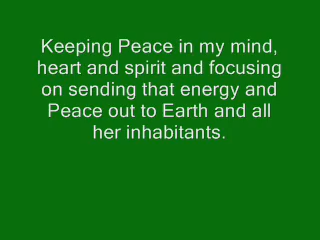 Keeping Peace in my mind,
heart and spirit and focusing
on sending that energy and
Peace out to Earth and all
her inhabitants.